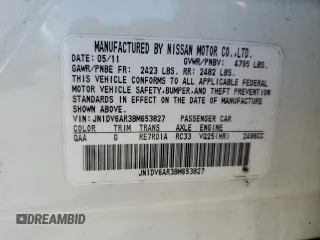 MANUFACTURED BY NISSAN MOTOR CO.,LTD.
DATE: 05/11 GVWR/PNBV: 4795 LBS.
GAWR/PNBE FR: 2423 LBS. RR: 2482 LBS.
THIS VEHICLE CONFORMS TO ALL APPLICABLE FEDERAL
MOTOR VEHICLE SAFETY, BUMPER, AND THEFT PREVENTION
STANDARDS IN EFFECT ON THE DATE OF MANUFACTURE
SHOWN ABOVE.
VIN: JN1DV6AR3BM653827 PASSENGER CAR
COLOR TRIM TRANS AXLE ENGINE
QAA G RE7R01A RC33 VQ25(HR) 2496CC
JN1DV6AR3BM653827